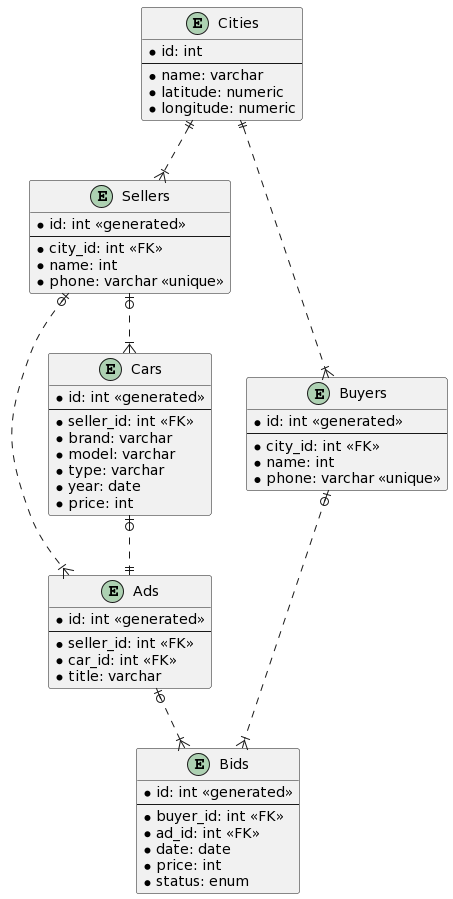 E Cities
id: int
name: varchar
latitude: numeric
longitude: numeric
E Sellers
id: int «generated»
city_id: int «FK»
name: int
phone: varchar «unique»
E Cars
id: int «generated»
seller_id: int «FK»
brand: varchar
model: varchar
type: varchar
year: date
price: int
E Buyers
id: int «generated»
city_id: int «FK»
name: int
phone: varchar «unique»
E Ads
id: int «generated»
seller_id: int «FK»
car_id: int «FK»
title: varchar
E Bids
id: int «generated»
buyer_id: int «FK»
ad_id: int «FK»
date: date
price: int
status: enum